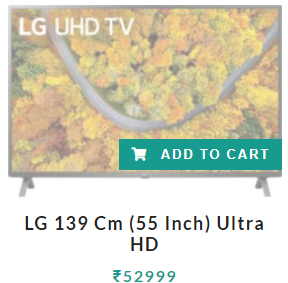 LG UHD TV
ADD TO CART
LG 139 Cm (55 Inch) Ultra
HD
₹52999